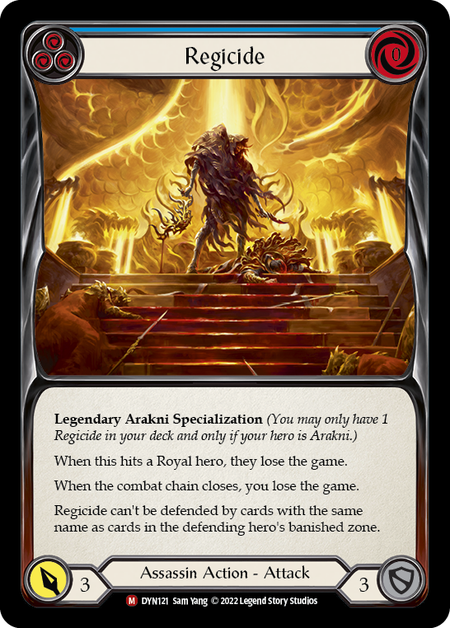 Regicide
0
Legendary Arakni Specialization (You may only have 1
Regicide in your deck and only if your hero is Arakni.)
When this hits a Royal hero, they lose the game.
When the combat chain closes, you lose the game.
Regicide can't be defended by cards with the same
name as cards in the defending hero's banished zone.
3
Assassin Action - Attack
3
M DYN121 Sam Yang © 2022 Legend Story Studios